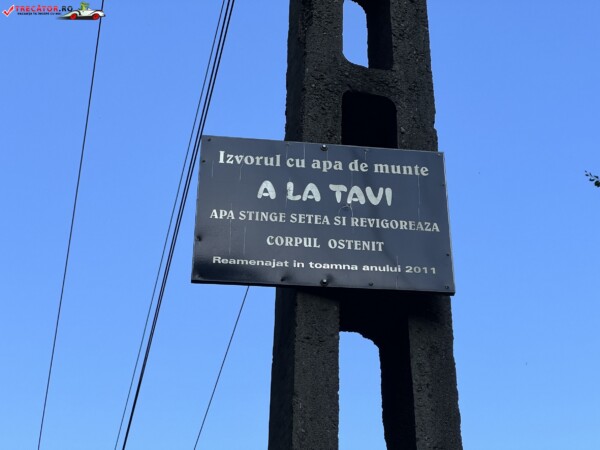 TRECĂTOR.RO
Izvorul cu apa de munte
A LA TAVI
APA STINGE SETEA SI REVIGOREAZA
CORPUL OSTENIT
Reamenajat in toamna anului 2011